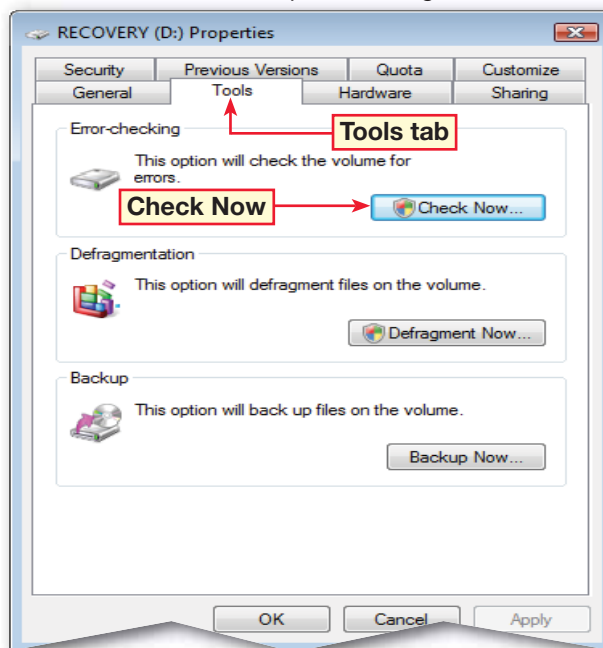 RECOVERY (D:) Properties
Security Previous Versions Quota Customize
General Tools Hardware Sharing
Error-checking
Tools tab
This option will check the volume for
errors.
Check Now
Check Now...
Defragmentation
This option will defragment files on the volume.
Defragment Now...
Backup
This option will back up files on the volume.
Backup Now...
OK Cancel Apply